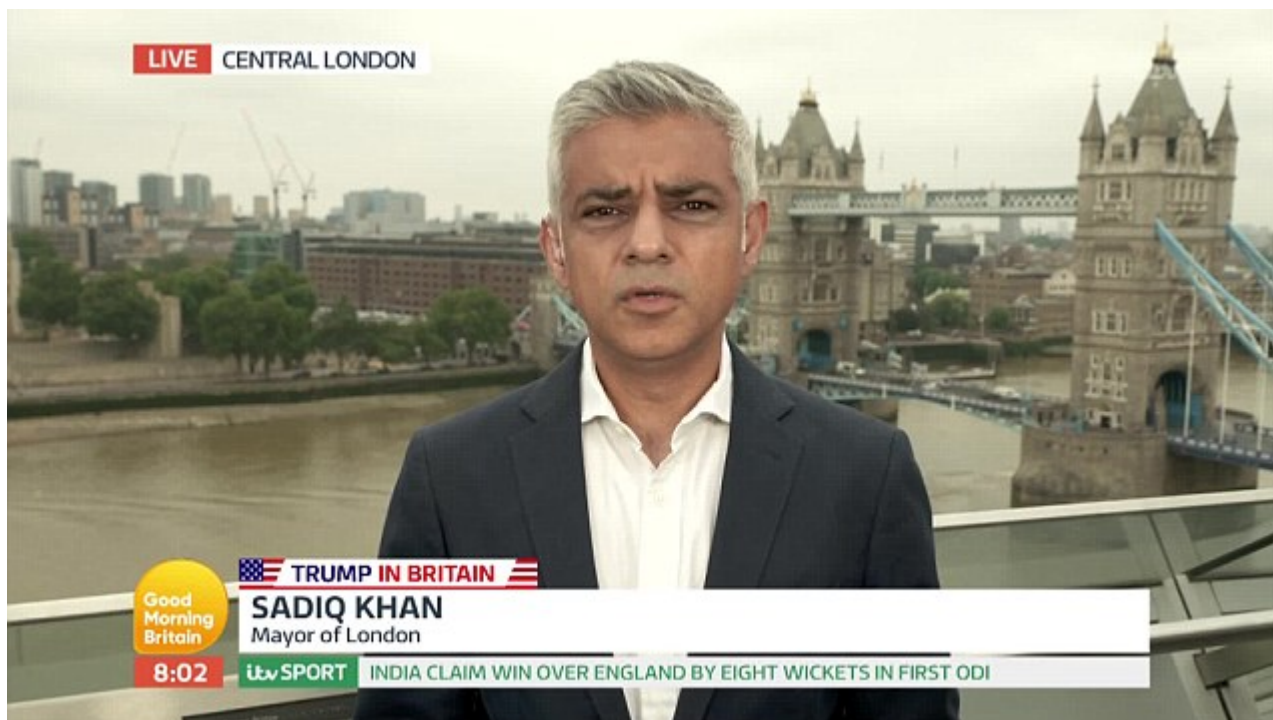 LIVE CENTRAL LONDON
TRUMP IN BRITAIN
Good
Morning
Britain
SADIQ KHAN
Mayor of London
8:02 itv SPORT INDIA CLAIM WIN OVER ENGLAND BY EIGHT WICKETS IN FIRST ODI